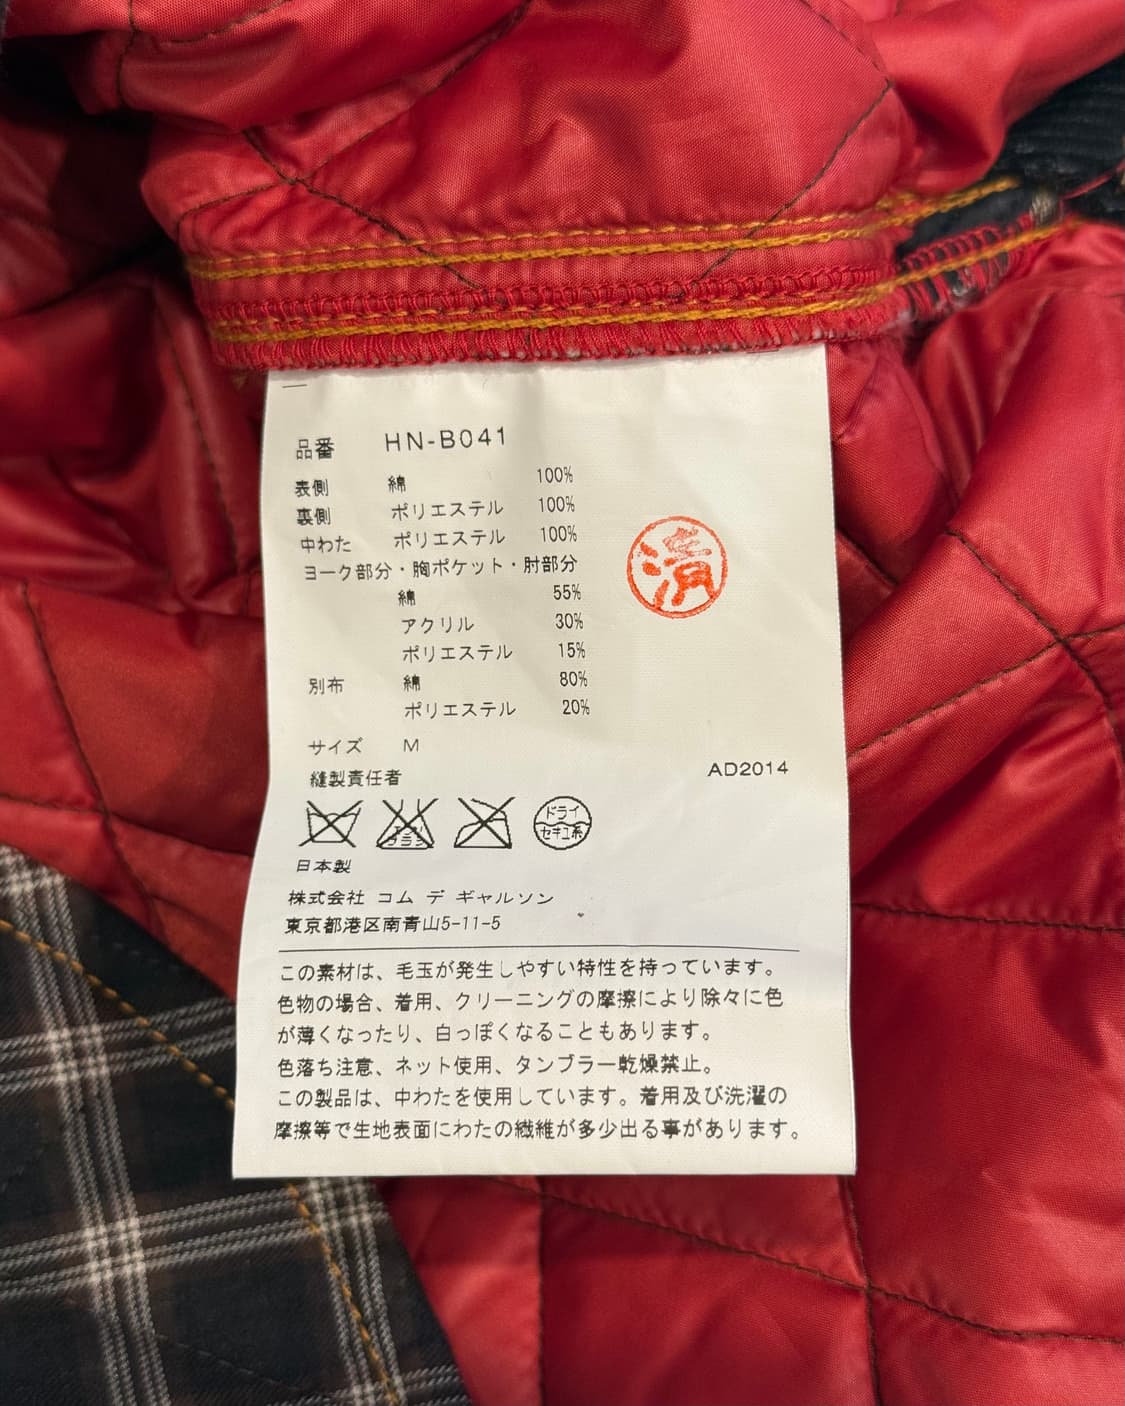 品番 HN-B041
表側 綿 100%
裏側 ポリエステル 100%
中わた ポリエステル 100%
ヨーク部分・胸ポケット・肘部分
綿 55%
アクリル 30%
ポリエステル 15%
別布 綿 80%
ポリエステル 20%
済
サイズ M
縫製責任者 AD2014
ドライ
セキユ系
日本製
株式会社 コム デ ギャルソン
東京都港区南青山5-11-5
この素材は、毛玉が発生しやすい特性を持っています。
色物の場合、着用、クリーニングの摩擦により除々に色
が薄くなったり、白っぽくなることもあります。
色落ち注意、ネット使用、タンブラー乾燥禁止。
この製品は、中わたを使用しています。着用及び洗濯の
摩擦等で生地表面にわたの繊維が多少出る事があります。